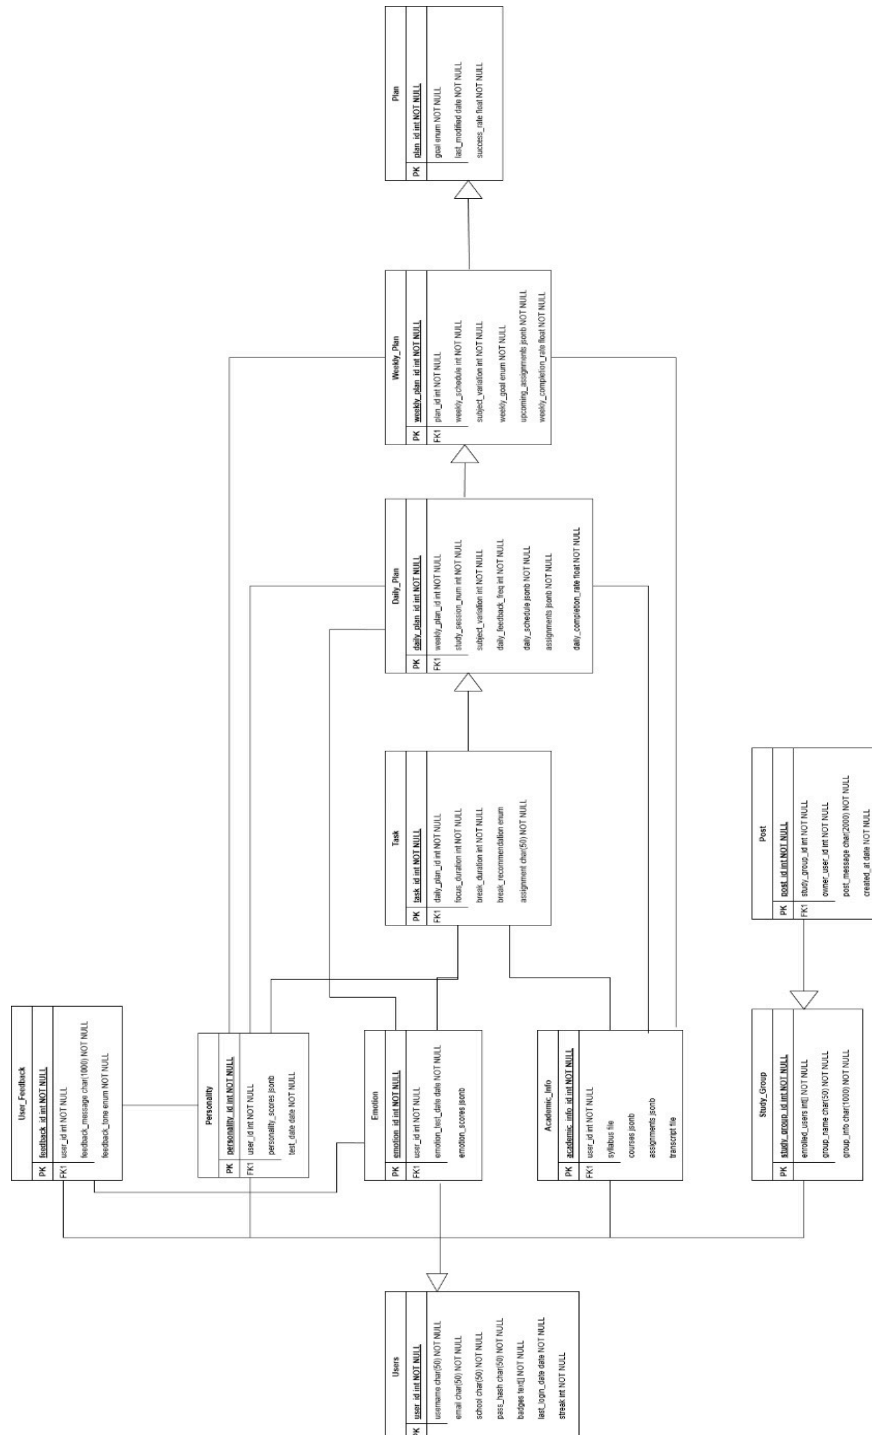 Users
PK user_id int NOT NULL
username char(50) NOT NULL
email char(50) NOT NULL
school char(50) NOT NULL
pass_hash char(50) NOT NULL
badges text[] NOT NULL
last_login_date date NOT NULL
streak int NOT NULL
User_Feedback
PK feedback_id int NOT NULL
FK1 user_id int NOT NULL
feedback_message char(1000) NOT NULL
feedback_tone enum NOT NULL
Personality
PK personality_id int NOT NULL
FK1 user_id int NOT NULL
personality_scores jsonb
test_date date NOT NULL
Emotion
PK emotion_id int NOT NULL
FK1 user_id int NOT NULL
emotion_test_date date NOT NULL
emotion_scores jsonb
Academic_Info
PK academic_info_id int NOT NULL
FK1 user_id int NOT NULL
syllabus file
courses jsonb
assignments jsonb
transcript file
Study_Group
PK study_group_id int NOT NULL
enrolled_users int[] NOT NULL
group_name char(50) NOT NULL
group_info char(1000) NOT NULL
Task
PK task_id int NOT NULL
FK1 daily_plan_id int NOT NULL
focus_duration int NOT NULL
break_duration int NOT NULL
break_recommendation enum
assignment char(50) NOT NULL
Post
PK post_id int NOT NULL
FK1 study_group_id int NOT NULL
owner_user_id int NOT NULL
post_message char(2000) NOT NULL
created_at date NOT NULL
Daily_Plan
PK daily_plan_id int NOT NULL
FK1 weekly_plan_id int NOT NULL
study_session_num int NOT NULL
subject_variation int NOT NULL
daily_feedback_freq int NOT NULL
daily_schedule jsonb NOT NULL
assignments jsonb NOT NULL
daily_completion_rate float NOT NULL
Weekly_Plan
PK weekly_plan_id int NOT NULL
FK1 plan_id int NOT NULL
weekly_schedule int NOT NULL
subject_variation int NOT NULL
weekly_goal enum NOT NULL
upcoming_assignments jsonb NOT NULL
weekly_completion_rate float NOT NULL
Plan
PK plan_id int NOT NULL
goal enum NOT NULL
last_modified date NOT NULL
success_rate float NOT NULL